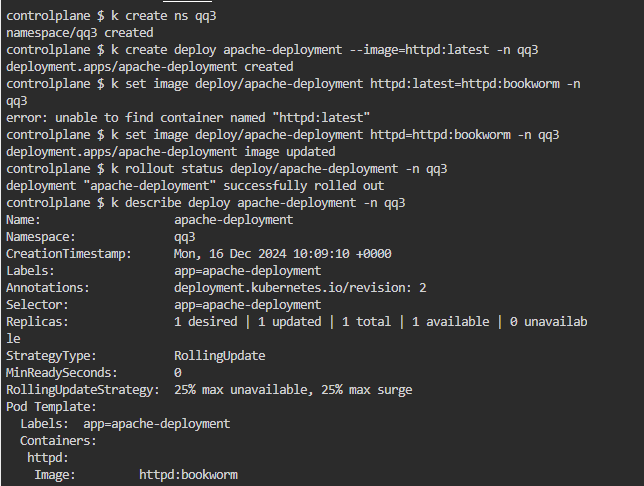 controlplane $ k create ns qq3
namespace/qq3 created
controlplane $ k create deploy apache-deployment --image=httpd:latest -n qq3
deployment.apps/apache-deployment created
controlplane $ k set image deploy/apache-deployment httpd:latest=httpd:bookworm -n
qq3
error: unable to find container named "httpd:latest"
controlplane $ k set image deploy/apache-deployment httpd=httpd:bookworm -n qq3
deployment.apps/apache-deployment image updated
controlplane $ k rollout status deploy/apache-deployment -n qq3
deployment "apache-deployment" successfully rolled out
controlplane $ k describe deploy apache-deployment -n qq3
Name:                   apache-deployment
Namespace:              qq3
CreationTimestamp:      Mon, 16 Dec 2024 10:09:10 +0000
Labels:                 app=apache-deployment
Annotations:            deployment.kubernetes.io/revision: 2
Selector:               app=apache-deployment
Replicas:               1 desired | 1 updated | 1 total | 1 available | 0 unavailab
le
StrategyType:           RollingUpdate
MinReadySeconds:        0
RollingUpdateStrategy:  25% max unavailable, 25% max surge
Pod Template:
  Labels:  app=apache-deployment
  Containers:
   httpd:
    Image:         httpd:bookworm